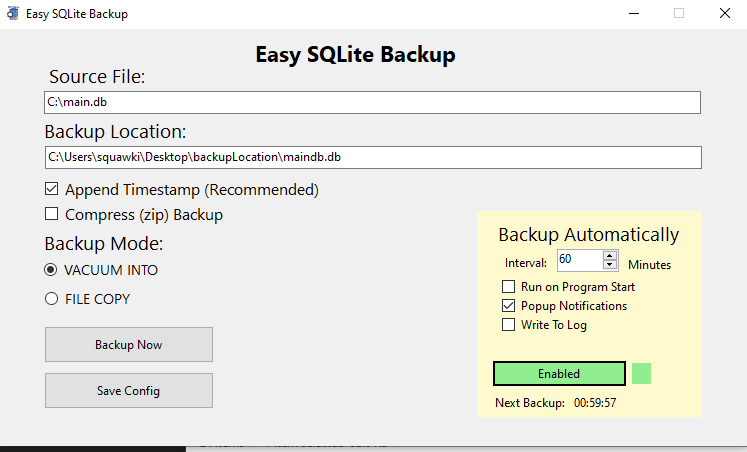 Easy SQLite Backup
Easy SQLite Backup
Source File:
C:\main.db
Backup Location:
C:\Users\squawki\Desktop\backupLocation\maindb.db
Append Timestamp (Recommended)
Compress (zip) Backup
Backup Mode:
VACUUM INTO
FILE COPY
Backup Now
Save Config
Backup Automatically
Interval: 60 Minutes
Run on Program Start
Popup Notifications
Write To Log
Enabled
Next Backup: 00:59:57